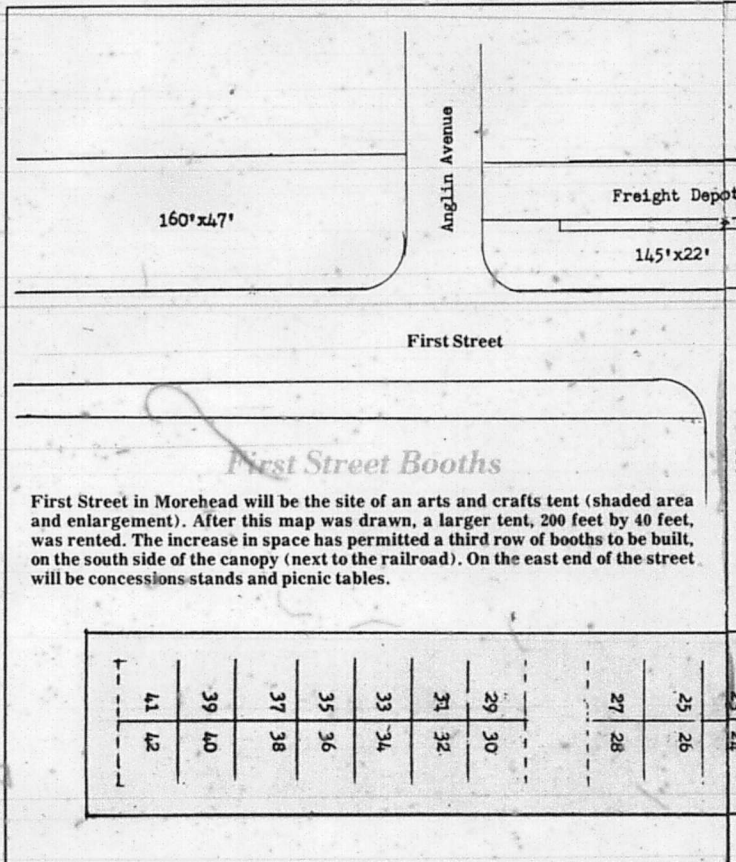 Anglin Avenue
Freight Depot
160'x47'
145'x22'
First Street
First Street Booths
First Street in Morehead will be the site of an arts and crafts tent (shaded area
and enlargement). After this map was drawn, a larger tent, 200 feet by 40 feet,
was rented. The increase in space has permitted a third row of booths to be built,
on the south side of the canopy (next to the railroad). On the east end of the street
will be concessions stands and picnic tables.
41 39 37 35 33 31 29 27 25 23
42 40 38 36 34 32 30 28 26 24